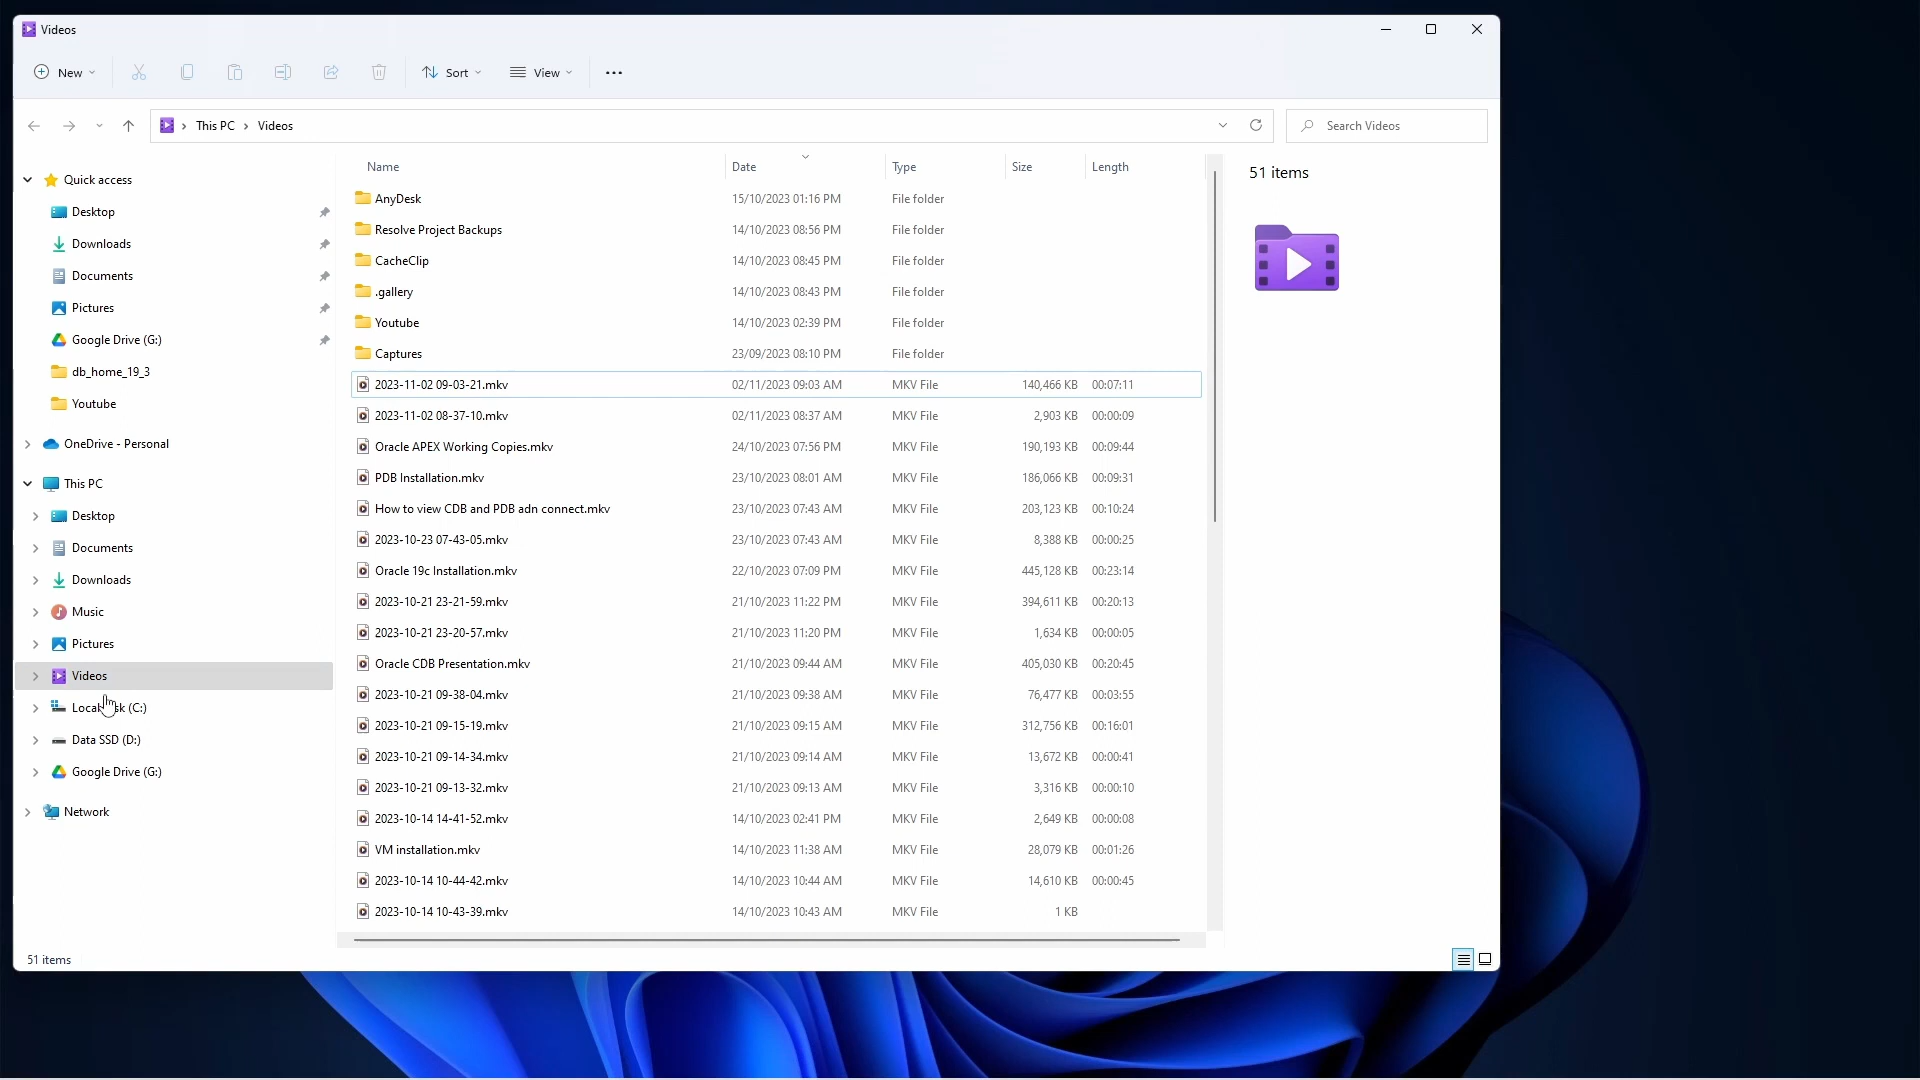 Videos
New
Sort
View
This PC > Videos
Search Videos
Quick access
Desktop
Downloads
Documents
Pictures
Google Drive (G:)
db_home_19_3
Youtube
OneDrive - Personal
This PC
Desktop
Documents
Downloads
Music
Pictures
Videos
Data SSD (D:)
Google Drive (G:)
Network
Name Date Type Size Length
AnyDesk 15/10/2023 01:16 PM File folder
Resolve Project Backups 14/10/2023 08:56 PM File folder
CacheClip 14/10/2023 08:45 PM File folder
.gallery 14/10/2023 08:43 PM File folder
Youtube 14/10/2023 02:39 PM File folder
Captures 23/09/2023 08:10 PM File folder
2023-11-02 09-03-21.mkv 02/11/2023 09:03 AM MKV File 140,466 KB 00:07:11
2023-11-02 08-37-10.mkv 02/11/2023 08:37 AM MKV File 2,903 KB 00:00:09
Oracle APEX Working Copies.mkv 24/10/2023 07:56 PM MKV File 190,193 KB 00:09:44
PDB Installation.mkv 23/10/2023 08:01 AM MKV File 186,066 KB 00:09:31
How to view CDB and PDB adn connect.mkv 23/10/2023 07:43 AM MKV File 203,123 KB 00:10:24
2023-10-23 07-43-05.mkv 23/10/2023 07:43 AM MKV File 8,388 KB 00:00:25
Oracle 19c Installation.mkv 22/10/2023 07:09 PM MKV File 445,128 KB 00:23:14
2023-10-21 23-21-59.mkv 21/10/2023 11:22 PM MKV File 394,611 KB 00:20:13
2023-10-21 23-20-57.mkv 21/10/2023 11:20 PM MKV File 1,634 KB 00:00:05
Oracle CDB Presentation.mkv 21/10/2023 09:44 AM MKV File 405,030 KB 00:20:45
2023-10-21 09-38-04.mkv 21/10/2023 09:38 AM MKV File 76,477 KB 00:03:55
2023-10-21 09-15-19.mkv 21/10/2023 09:15 AM MKV File 312,756 KB 00:16:01
2023-10-21 09-14-34.mkv 21/10/2023 09:14 AM MKV File 13,672 KB 00:00:41
2023-10-21 09-13-32.mkv 21/10/2023 09:13 AM MKV File 3,316 KB 00:00:10
2023-10-14 14-41-52.mkv 14/10/2023 02:41 PM MKV File 2,649 KB 00:00:08
VM installation.mkv 14/10/2023 11:38 AM MKV File 28,079 KB 00:01:26
2023-10-14 10-44-42.mkv 14/10/2023 10:44 AM MKV File 14,610 KB 00:00:45
2023-10-14 10-43-39.mkv 14/10/2023 10:43 AM MKV File 1 KB
51 items
51 items